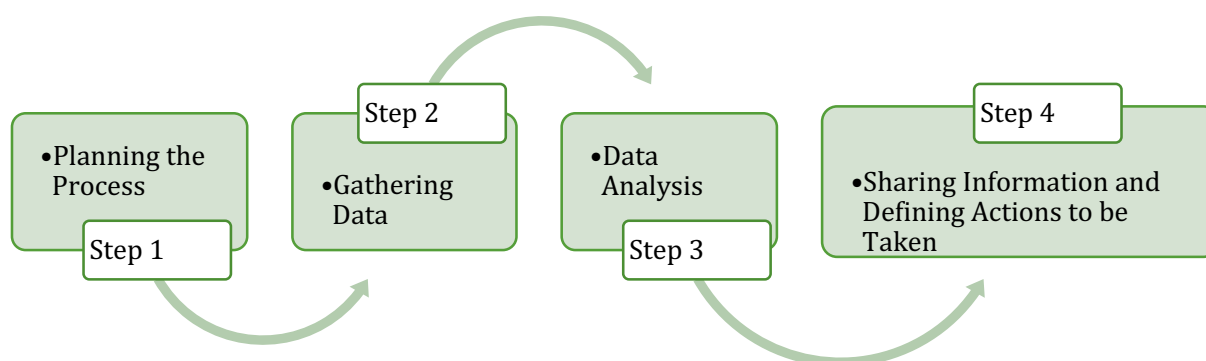 •Planning the
Process
Step 1
Step 2
•Gathering
Data
•Data
Analysis
Step 3
Step 4
•Sharing Information and
Defining Actions to be
Taken